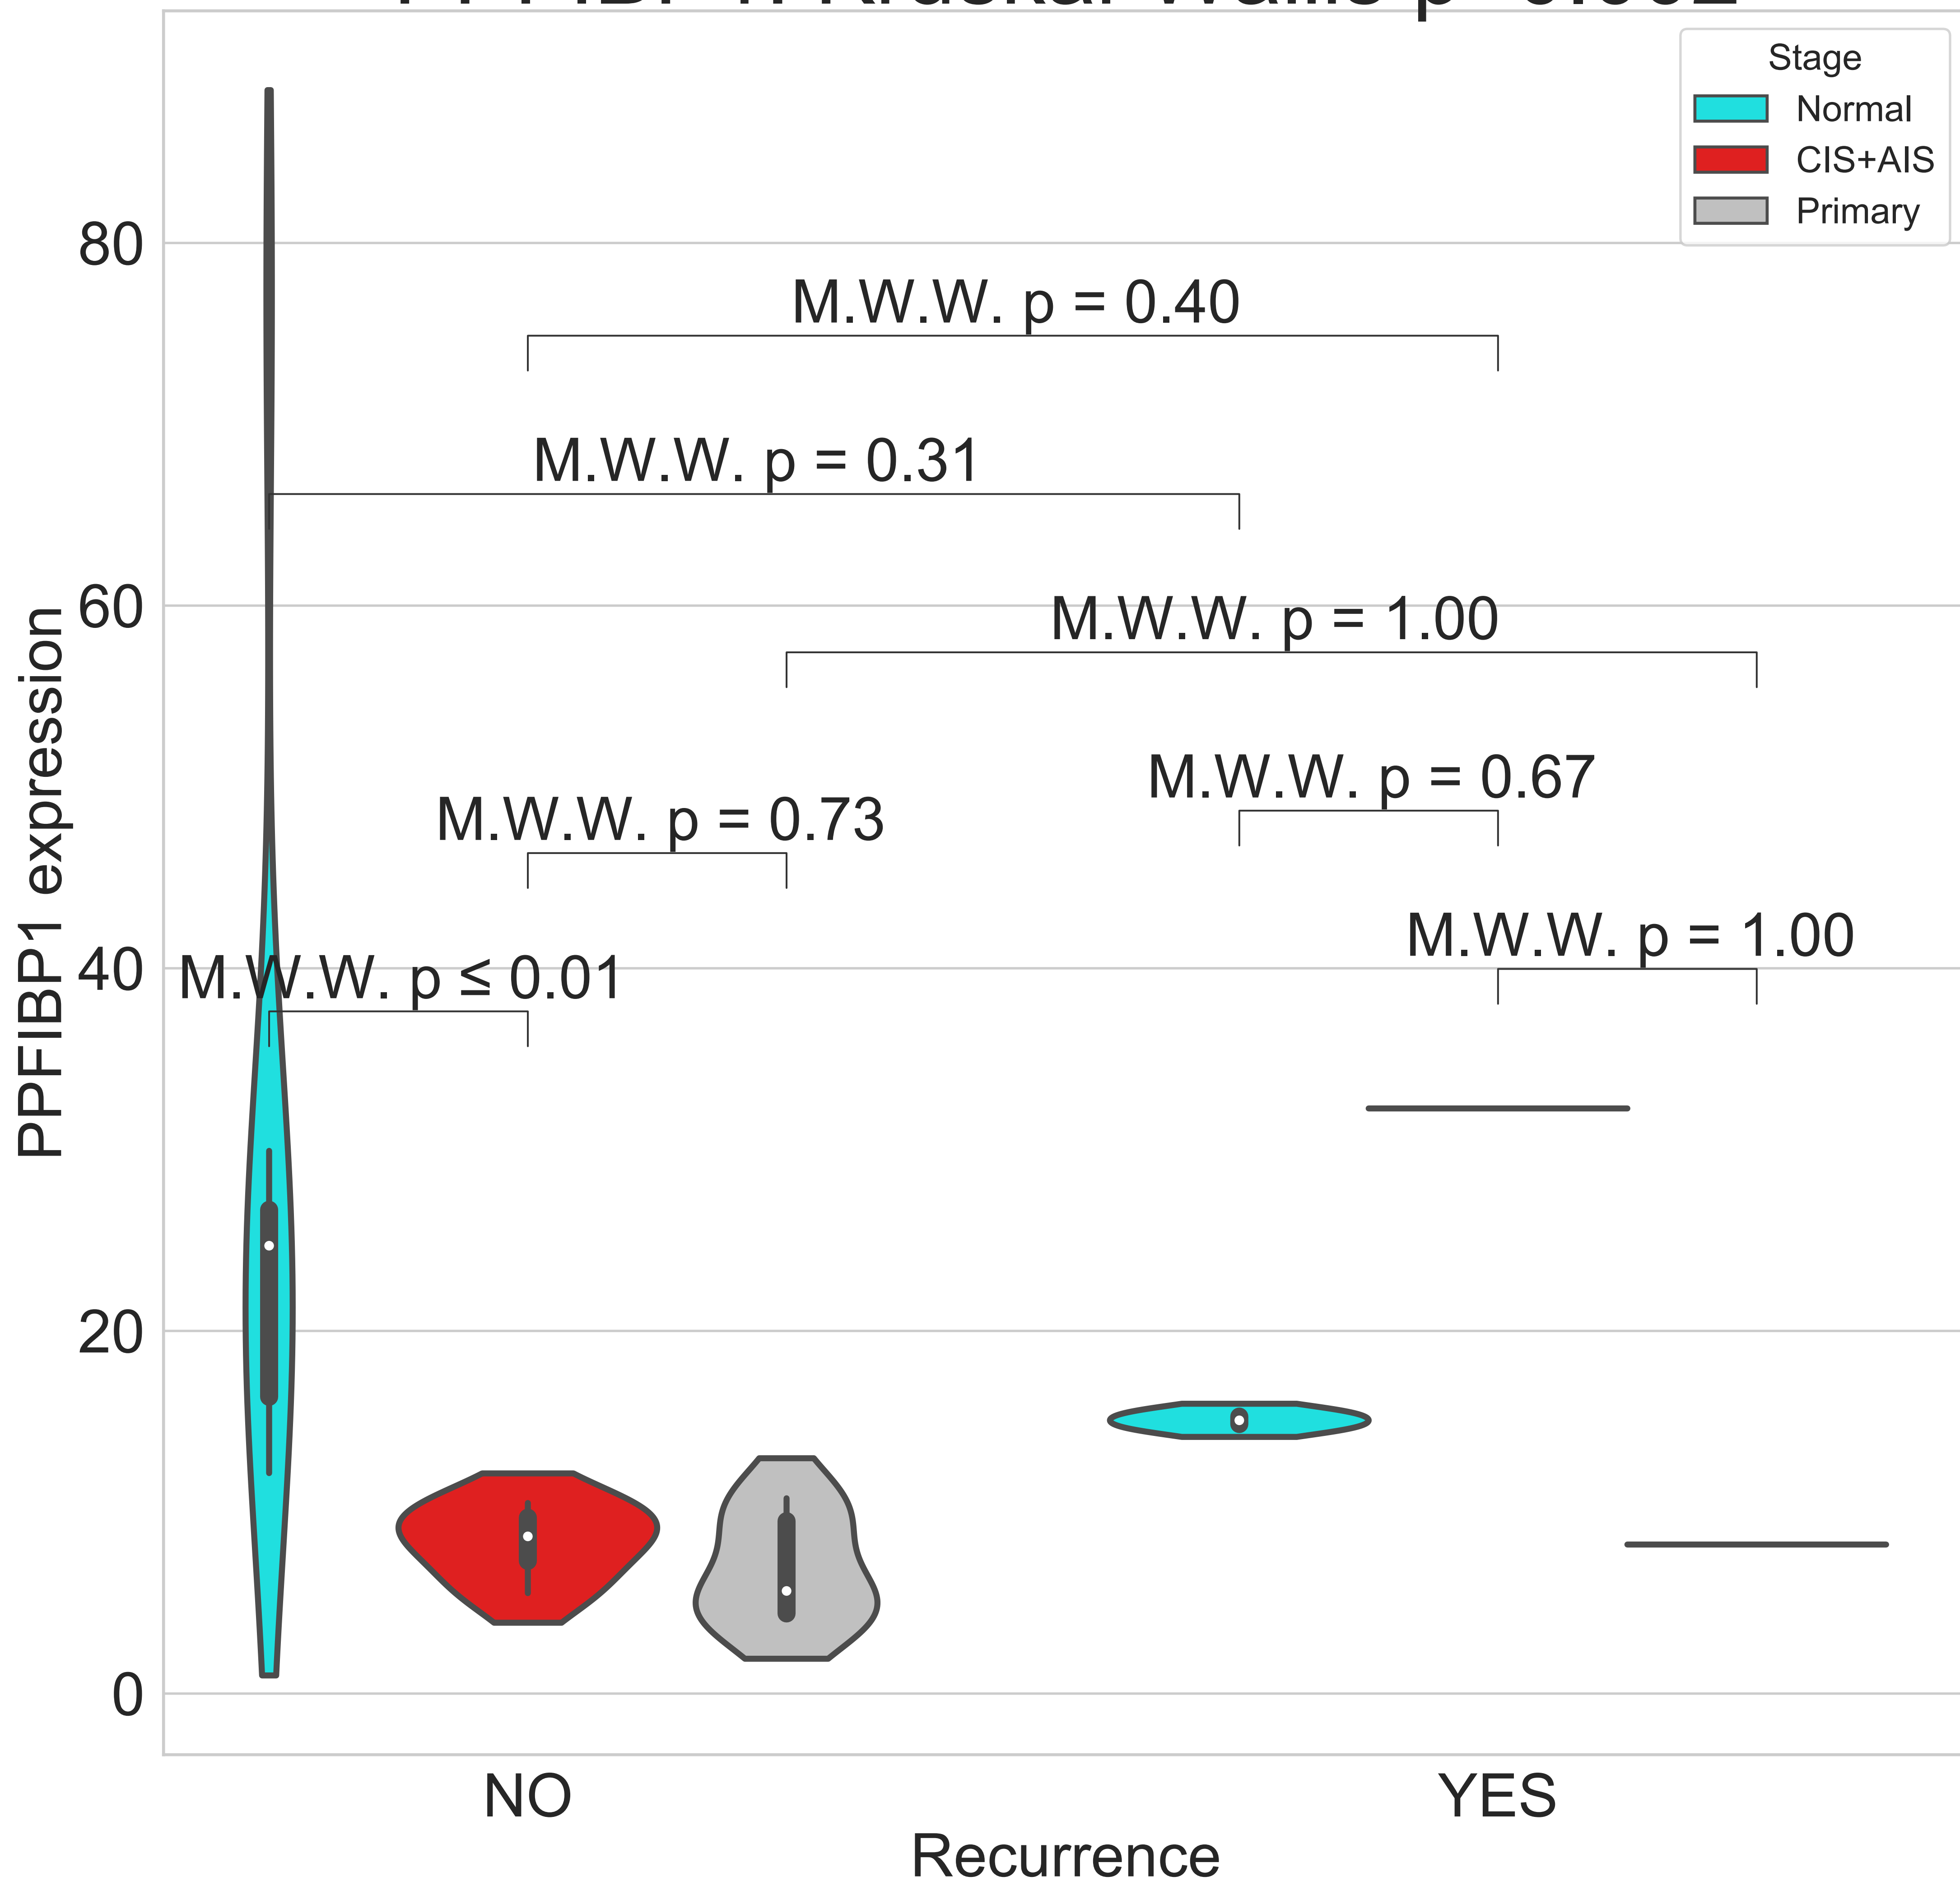 Stage
Normal
CIS+AIS
Primary
80
60
40
20
0
PPFIBP1 expression
M.W.W. p = 0.40
M.W.W. p = 0.31
M.W.W. p = 1.00
M.W.W. p = 0.67
M.W.W. p = 0.73
M.W.W. p = 1.00
M.W.W. p ≤ 0.01
NO
YES
Recurrence